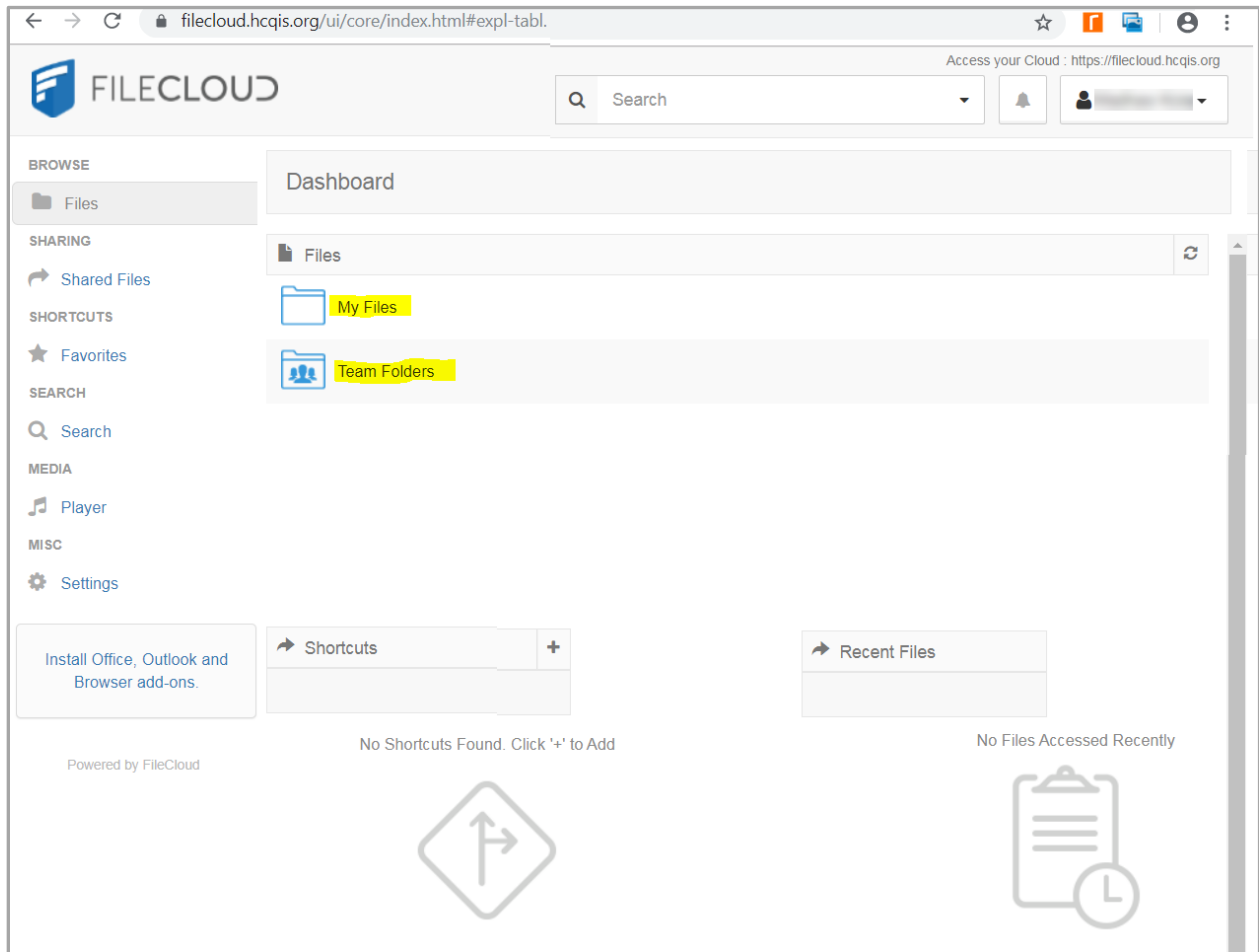 filecloud.hcqis.org/ui/core/index.html#expl-tabl.
Access your Cloud : https://filecloud.hcqis.org
FILECLOUD
Search
BROWSE
Files
SHARING
Shared Files
SHORTCUTS
Favorites
SEARCH
Search
MEDIA
Player
MISC
Settings
Install Office, Outlook and
Browser add-ons.
Powered by FileCloud
Dashboard
Files
My Files
Team Folders
Shortcuts
No Shortcuts Found. Click '+' to Add
Recent Files
No Files Accessed Recently